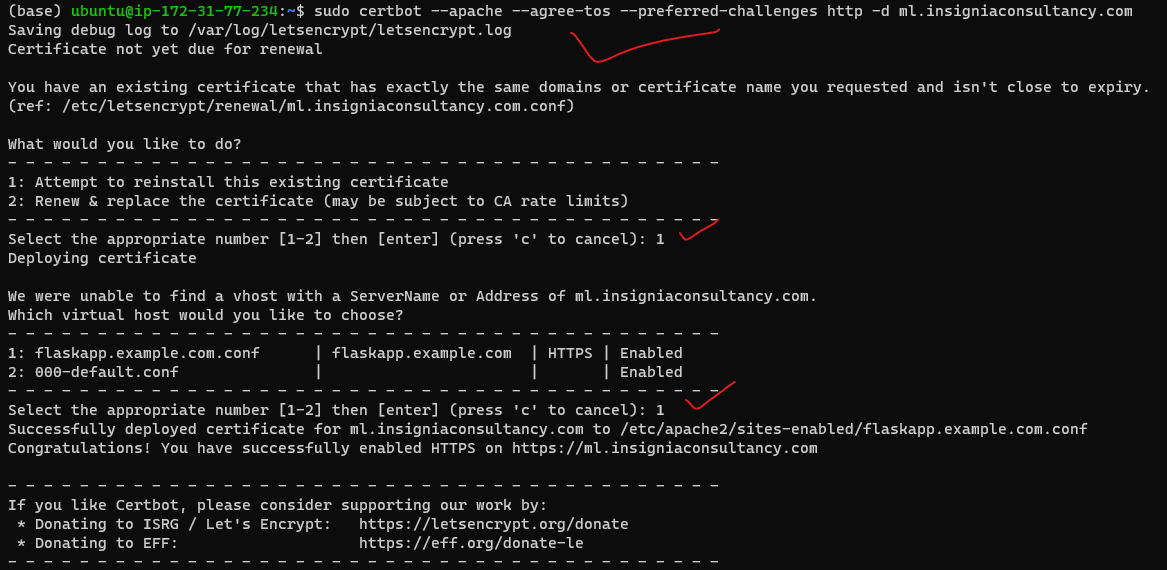 (base) ubuntu@ip-172-31-77-234:~$ sudo certbot --apache --agree-tos --preferred-challenges http -d ml.insigniaconsultancy.com
Saving debug log to /var/log/letsencrypt/letsencrypt.log
Certificate not yet due for renewal
You have an existing certificate that has exactly the same domains or certificate name you requested and isn't close to expiry.
(ref: /etc/letsencrypt/renewal/ml.insigniaconsultancy.com.conf)
What would you like to do?
- - - - - - - - - - - - - - - - - - - - - - - - - - - - - - - - - - - - - - - -
1: Attempt to reinstall this existing certificate
2: Renew & replace the certificate (may be subject to CA rate limits)
- - - - - - - - - - - - - - - - - - - - - - - - - - - - - - - - - - - - - - - -
Select the appropriate number [1-2] then [enter] (press 'c' to cancel): 1
Deploying certificate
We were unable to find a vhost with a ServerName or Address of ml.insigniaconsultancy.com.
Which virtual host would you like to choose?
- - - - - - - - - - - - - - - - - - - - - - - - - - - - - - - - - - - - - - - -
1: flaskapp.example.com.conf      | flaskapp.example.com  | HTTPS | Enabled
2: 000-default.conf               |                       |       | Enabled
- - - - - - - - - - - - - - - - - - - - - - - - - - - - - - - - - - - - - - - -
Select the appropriate number [1-2] then [enter] (press 'c' to cancel): 1
Successfully deployed certificate for ml.insigniaconsultancy.com to /etc/apache2/sites-enabled/flaskapp.example.com.conf
Congratulations! You have successfully enabled HTTPS on https://ml.insigniaconsultancy.com
- - - - - - - - - - - - - - - - - - - - - - - - - - - - - - - - - - - - - - - -
If you like Certbot, please consider supporting our work by:
 * Donating to ISRG / Let's Encrypt:   https://letsencrypt.org/donate
 * Donating to EFF:                    https://eff.org/donate-le
- - - - - - - - - - - - - - - - - - - - - - - - - - - - - - - - - - - - - - - -